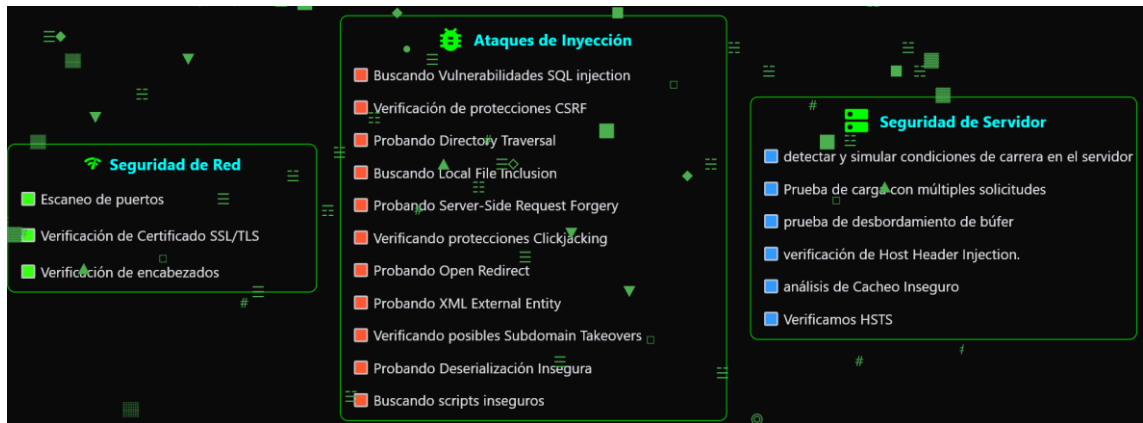 Seguridad de Red
Escaneo de puertos
Verificación de Certificado SSL/TLS
Verificación de encabezados
Ataques de Inyección
Buscando Vulnerabilidades SQL injection
Verificación de protecciones CSRF
Probando Directory Traversal
Buscando Local File Inclusion
Probando Server-Side Request Forgery
Verificando protecciones Clickjacking
Probando Open Redirect
Probando XML External Entity
Verificando posibles Subdomain Takeovers
Probando Deserialización Insegura
Buscando scripts inseguros
Seguridad de Servidor
detectar y simular condiciones de carrera en el servidor
Prueba de carga con múltiples solicitudes
prueba de desbordamiento de búfer
verificación de Host Header Injection.
análisis de Cacheo Inseguro
Verificamos HSTS